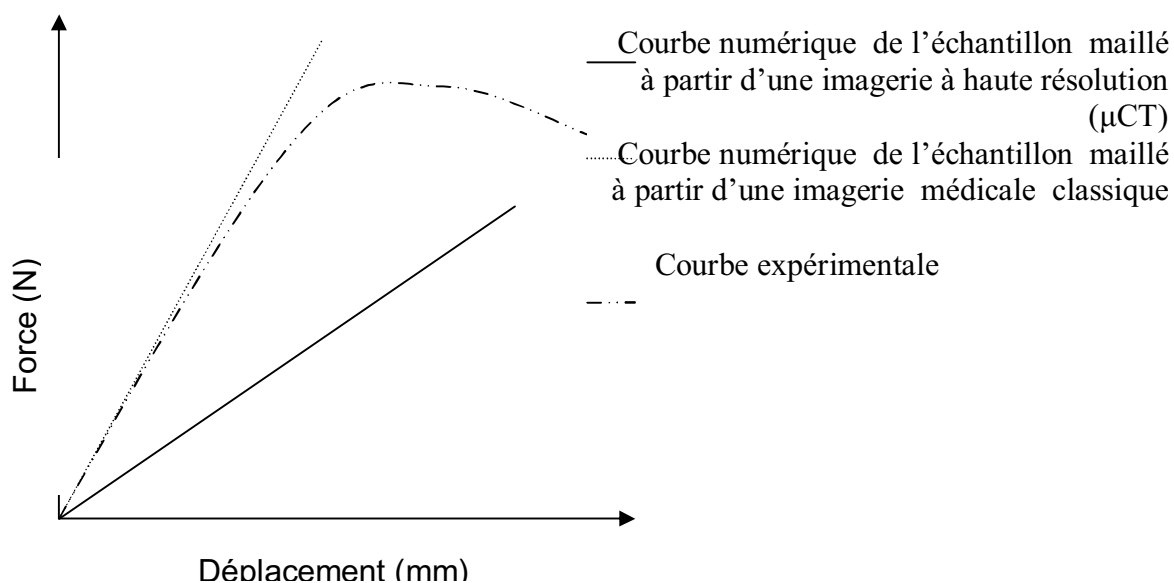 Courbe numérique de l’échantillon maillé
à partir d’une imagerie à haute résolution
(μCT)
Courbe numérique de l’échantillon maillé
à partir d’une imagerie médicale classique
Courbe expérimentale
Force (N)
Déplacement (mm)